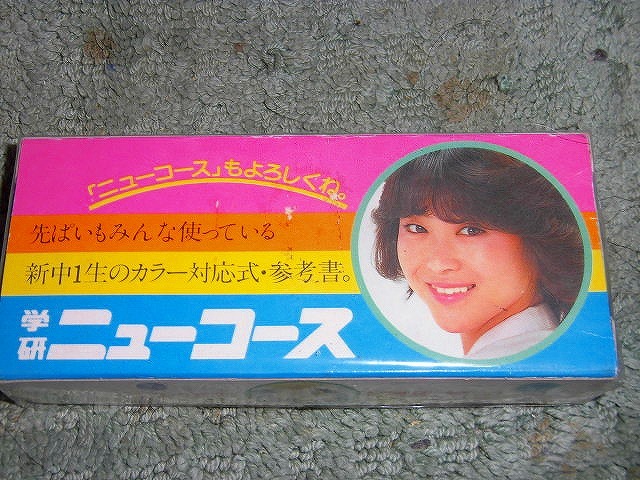 「ニューコース」もよろしくね。
先ぱいもみんな使っている
新中1生のカラー対応式・参考書。
学研
ニューコース